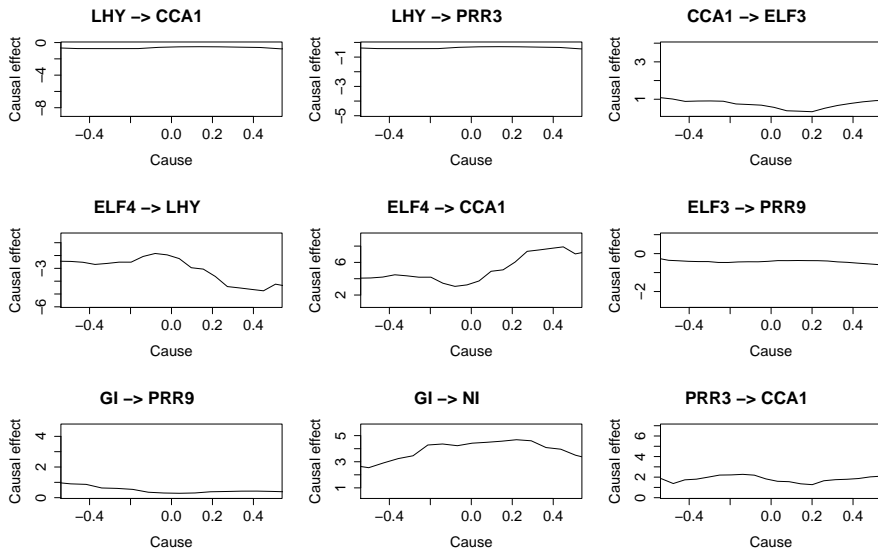 LHY −> CCA1
LHY −> PRR3
CCA1 −> ELF3
Causal effect
0
−4
−8
−0.4 0.0 0.2 0.4
Cause
Causal effect
−1
−3
−5
−0.4 0.0 0.2 0.4
Cause
Causal effect
3
1
−0.4 0.0 0.2 0.4
Cause
ELF4 −> LHY
ELF4 −> CCA1
ELF3 −> PRR9
Causal effect
−3
−6
−0.4 0.0 0.2 0.4
Cause
Causal effect
6
2
−0.4 0.0 0.2 0.4
Cause
Causal effect
0
−2
−0.4 0.0 0.2 0.4
Cause
GI −> PRR9
GI −> NI
PRR3 −> CCA1
Causal effect
4
2
0
−0.4 0.0 0.2 0.4
Cause
Causal effect
5
3
1
−0.4 0.0 0.2 0.4
Cause
Causal effect
6
4
2
0
−0.4 0.0 0.2 0.4
Cause